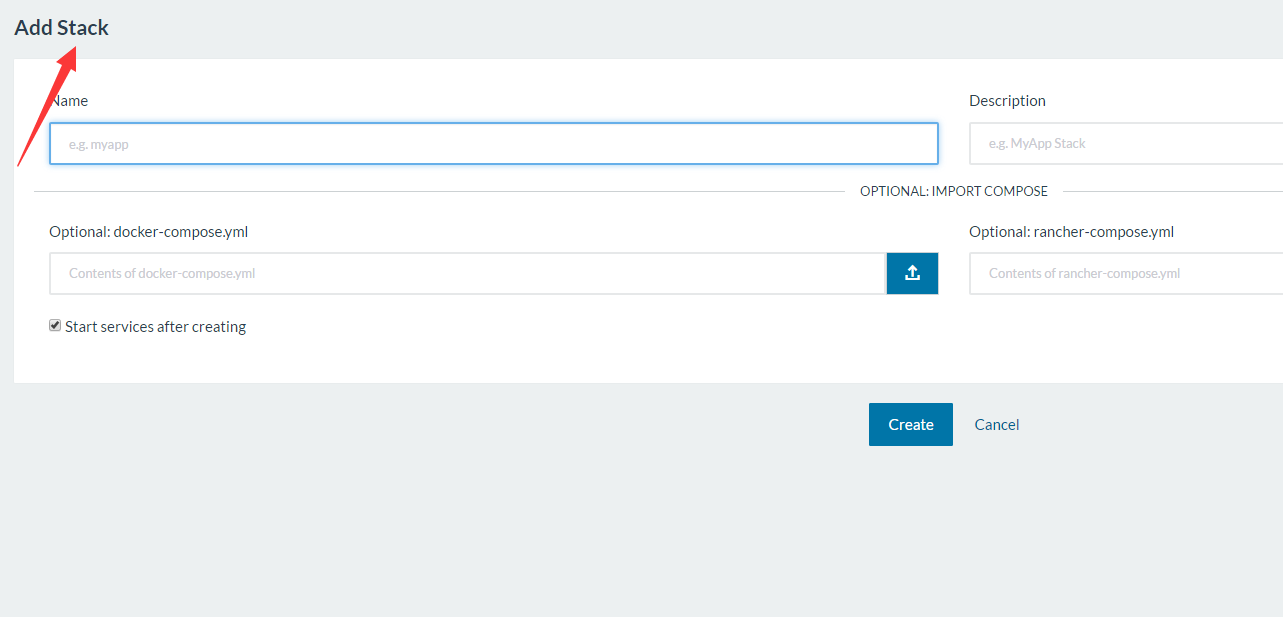 Add Stack
Name
Description
e.g. myapp
e.g. MyApp Stack
OPTIONAL: IMPORT COMPOSE
Optional: docker-compose.yml
Optional: rancher-compose.yml
Contents of docker-compose.yml
Contents of rancher-compose.yml
Start services after creating
Create
Cancel